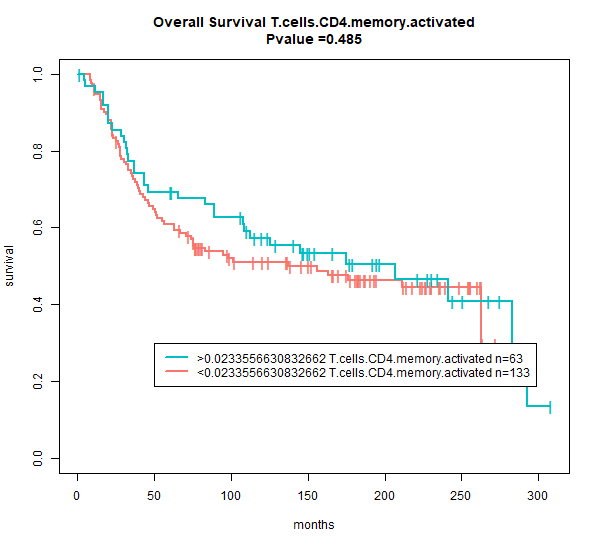 Overall Survival T.cells.CD4.memory.activated
Pvalue =0.485
survival
1.0
0.8
0.6
0.4
0.2
0.0
>0.0233556630832662 T.cells.CD4.memory.activated n=63
<0.0233556630832662 T.cells.CD4.memory.activated n=133
0 50 100 150 200 250 300
months